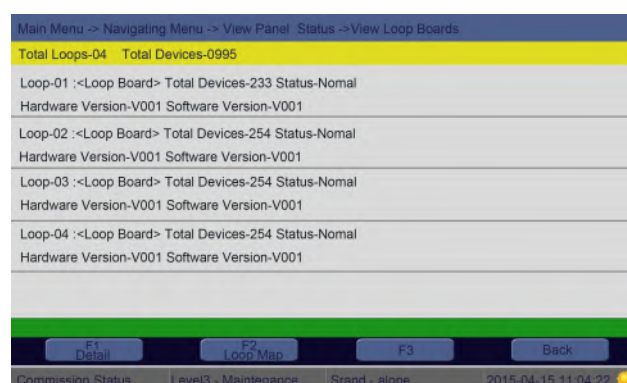 Main Menu -> Navigating Menu -> View Panel Status ->View Loop Boards
Total Loops-04 Total Devices-0995
Loop-01 :<Loop Board> Total Devices-233 Status-Nomal
Hardware Version-V001 Software Version-V001
Loop-02 :<Loop Board> Total Devices-254 Status-Nomal
Hardware Version-V001 Software Version-V001
Loop-03 :<Loop Board> Total Devices-254 Status-Nomal
Hardware Version-V001 Software Version-V001
Loop-04 :<Loop Board> Total Devices-254 Status-Nomal
Hardware Version-V001 Software Version-V001
F1 F2 F3 Back
Detail Loop Map
Commission Status Level3 - Maintenance Srand - alone 2015-04-15 11:04:22